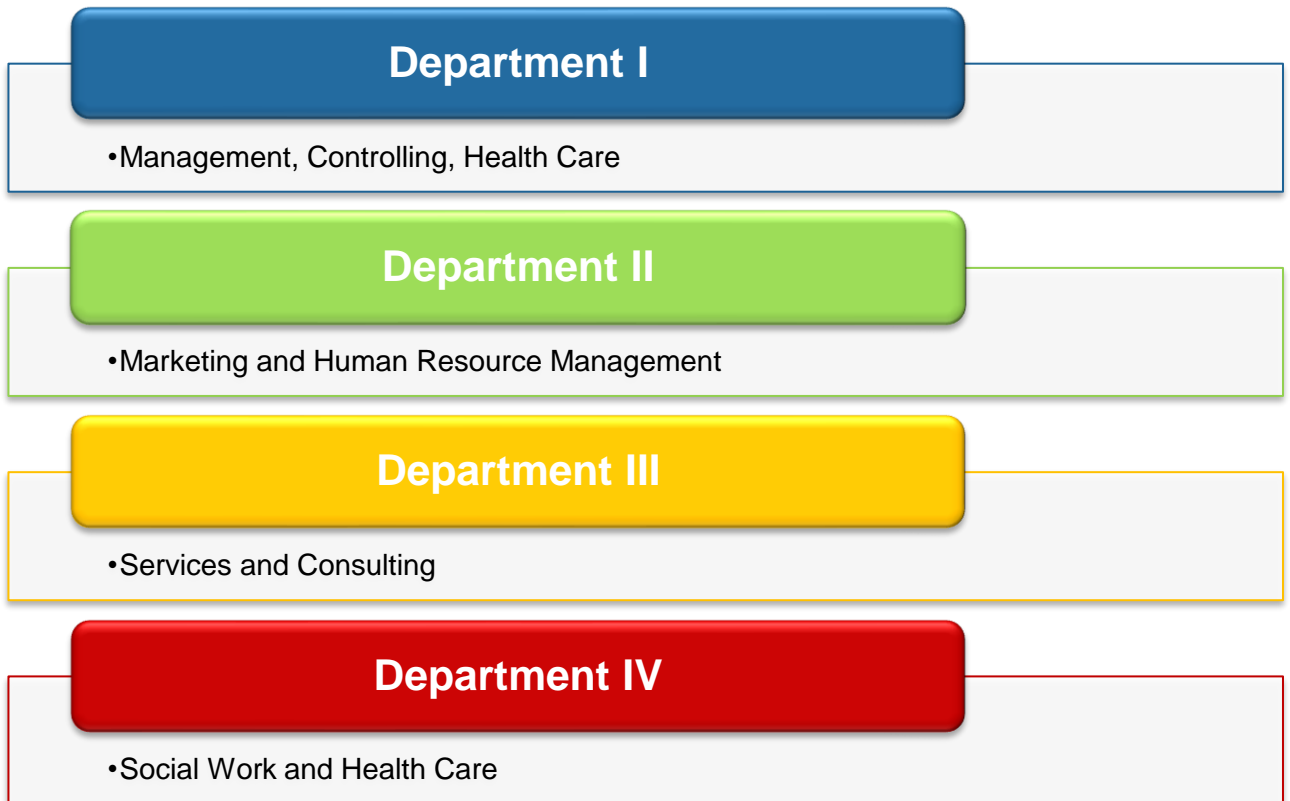 Department I
•Management, Controlling, Health Care
Department II
•Marketing and Human Resource Management
Department III
•Services and Consulting
Department IV
•Social Work and Health Care